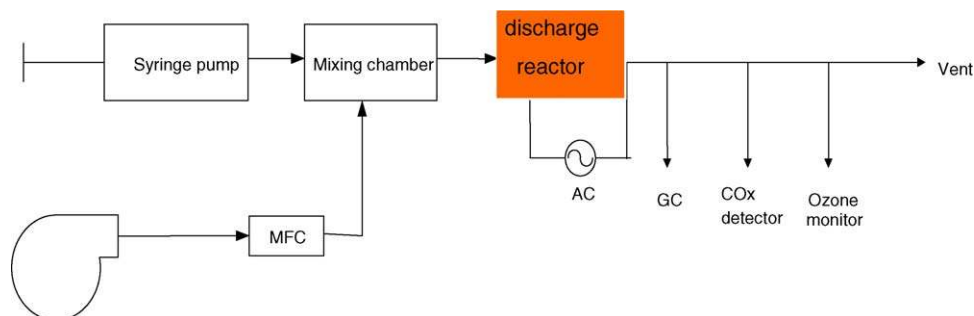 discharge
reactor
Syringe pump
Mixing chamber
Vent
AC
GC
COx
detector
Ozone
monitor
MFC